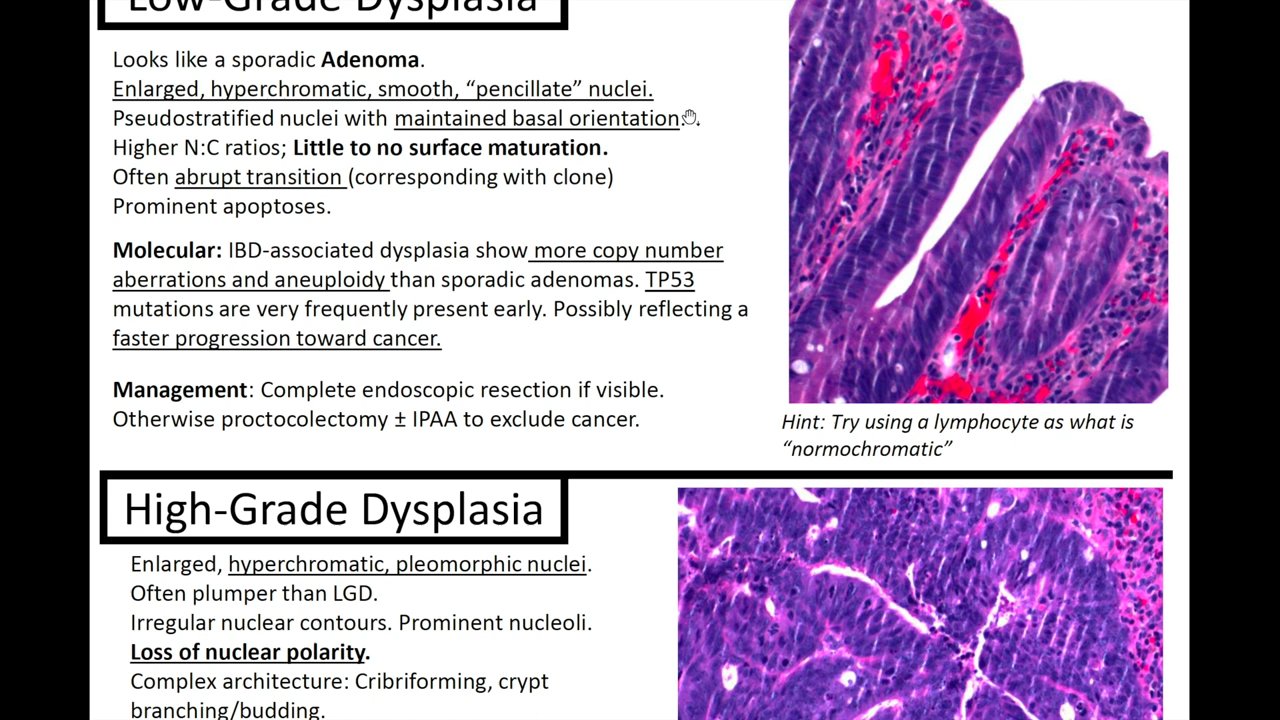 Low-Grade Dysplasia
Looks like a sporadic Adenoma.
Enlarged, hyperchromatic, smooth, “pencillate” nuclei.
Pseudostratified nuclei with maintained basal orientation.
Higher N:C ratios; Little to no surface maturation.
Often abrupt transition (corresponding with clone)
Prominent apoptoses.
Molecular: IBD-associated dysplasia show more copy number
aberrations and aneuploidy than sporadic adenomas. TP53
mutations are very frequently present early. Possibly reflecting a
faster progression toward cancer.
Management: Complete endoscopic resection if visible.
Otherwise proctocolectomy ± IPAA to exclude cancer.
Hint: Try using a lymphocyte as what is
“normochromatic”
High-Grade Dysplasia
Enlarged, hyperchromatic, pleomorphic nuclei.
Often plumper than LGD.
Irregular nuclear contours. Prominent nucleoli.
Loss of nuclear polarity.
Complex architecture: Cribriforming, crypt
branching/budding.